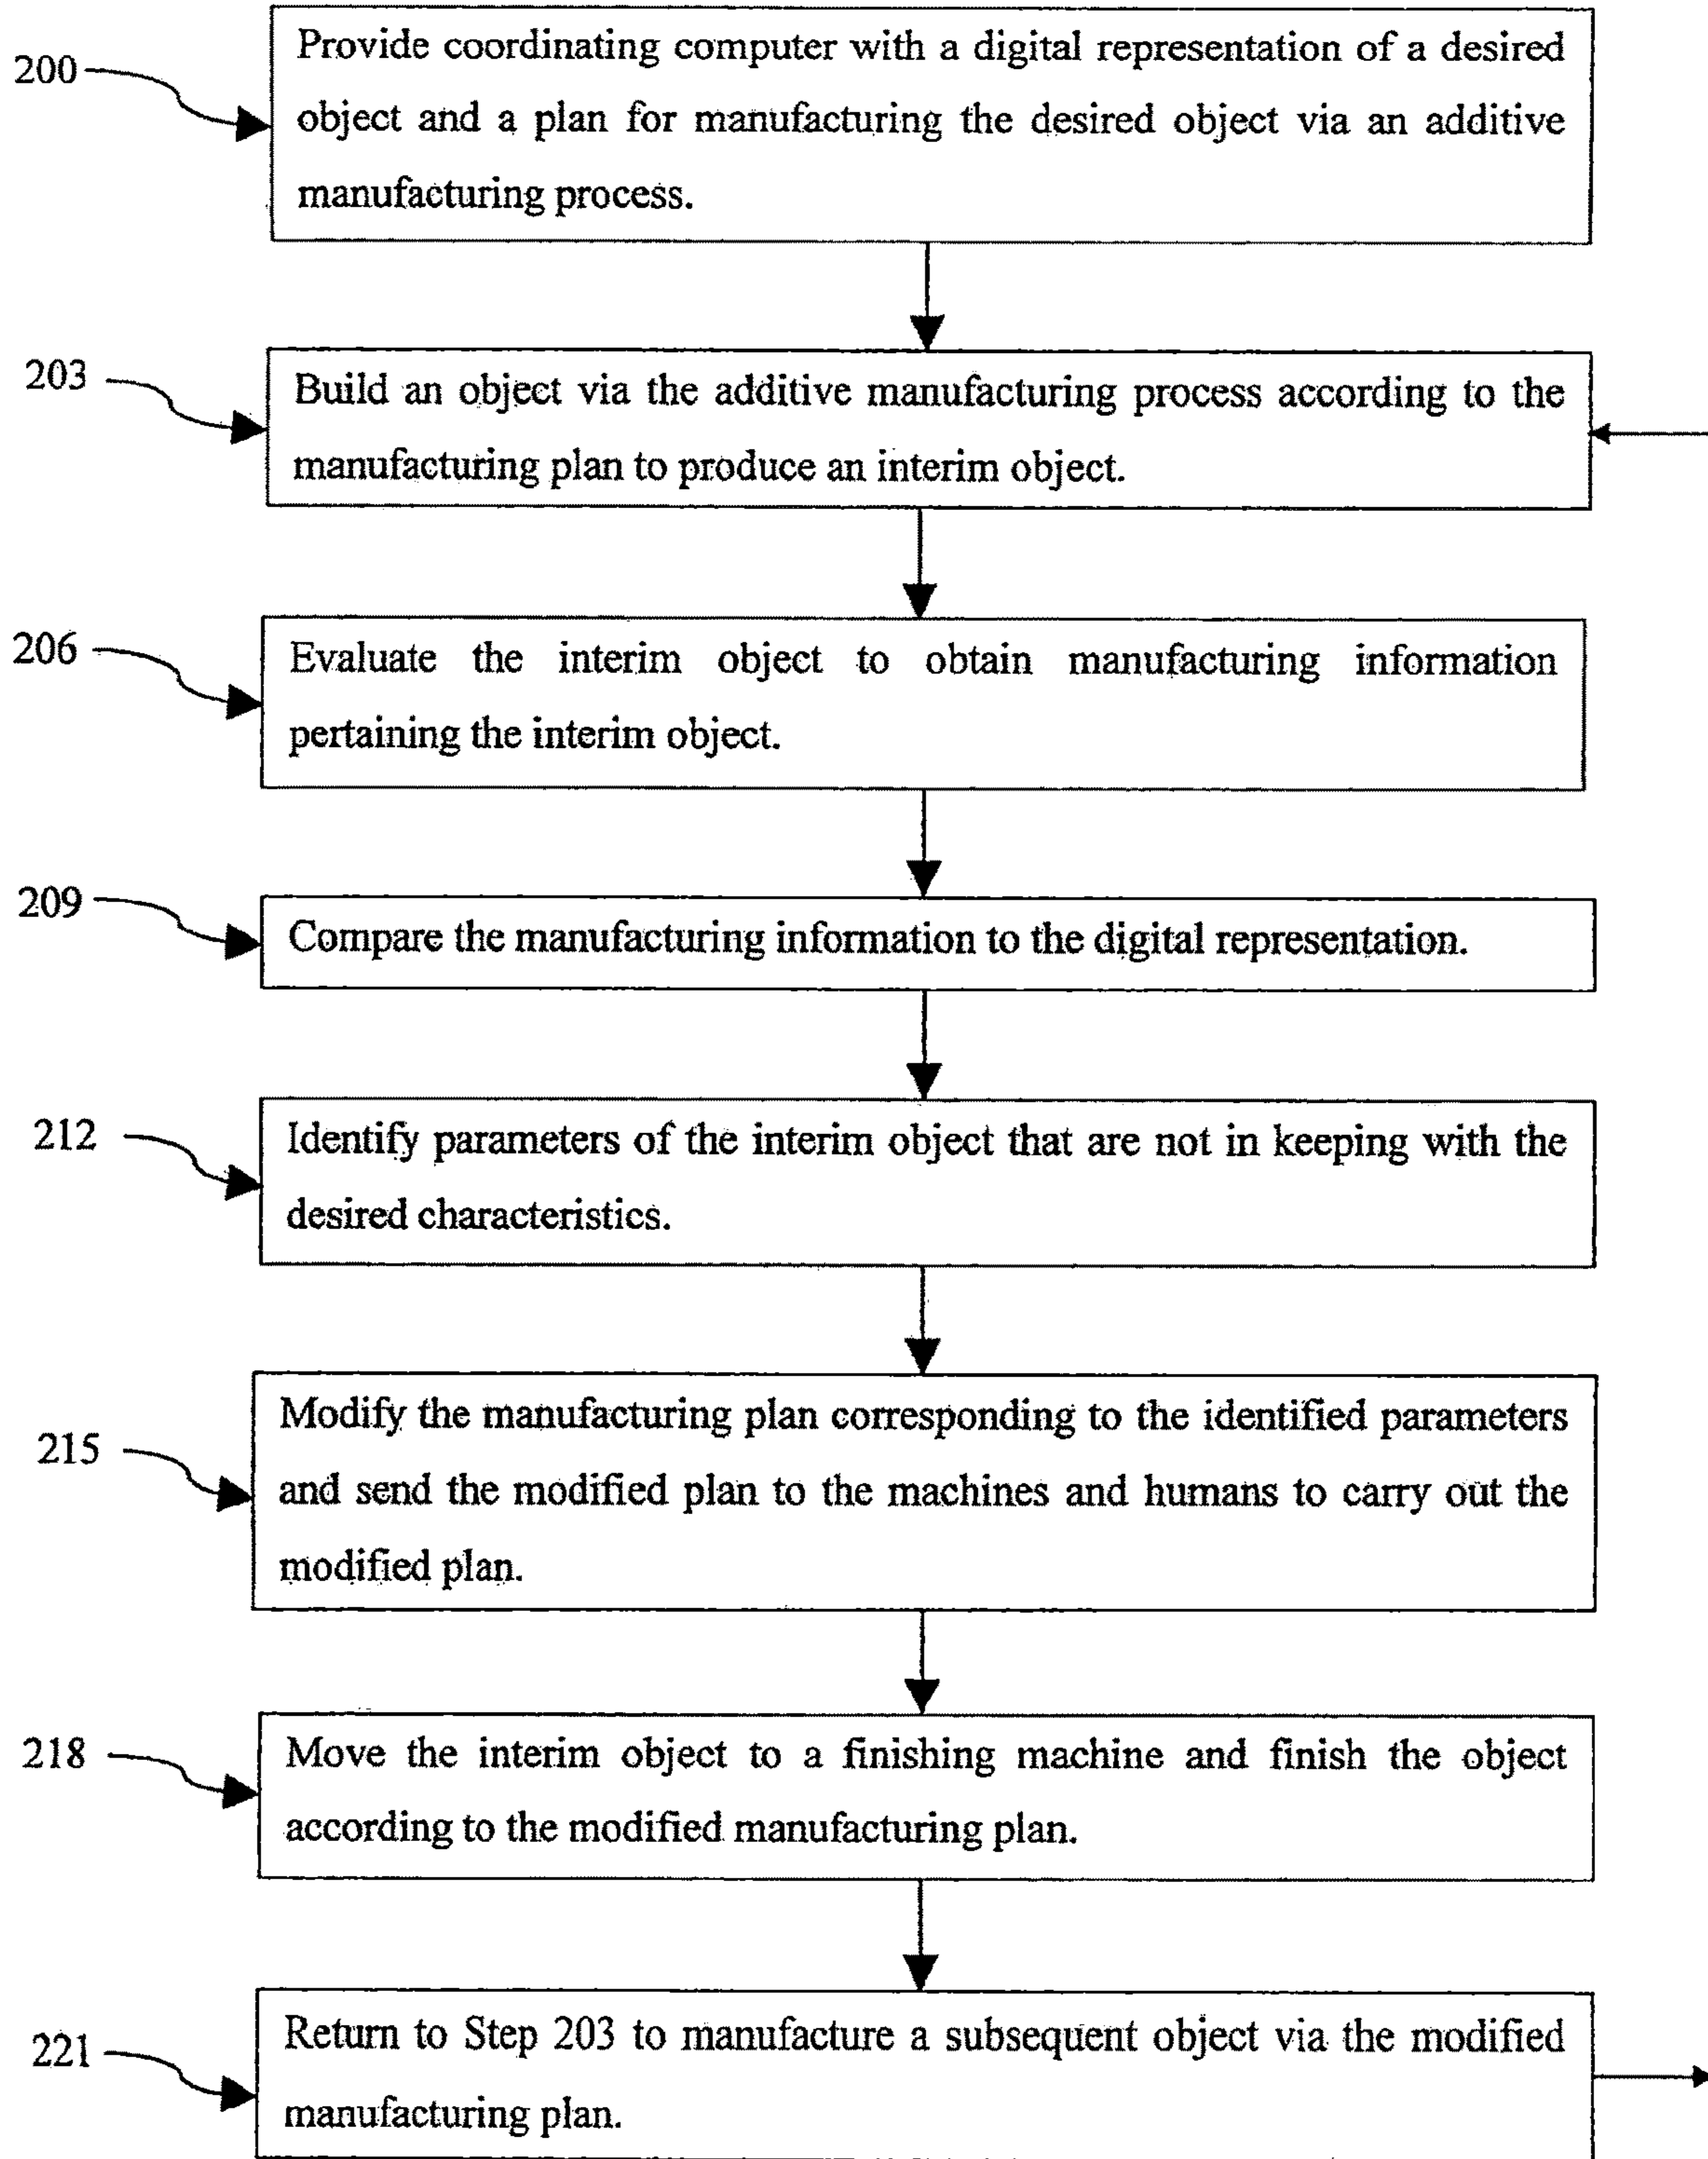 200
Provide coordinating computer with a digital representation of a desired
object and a plan for manufacturing the desired object via an additive
manufacturing process.
203
Build an object via the additive manufacturing process according to the
manufacturing plan to produce an interim object.
206
Evaluate the interim object to obtain manufacturing information
pertaining the interim object.
209
Compare the manufacturing information to the digital representation.
212
Identify parameters of the interim object that are not in keeping with the
desired characteristics.
215
Modify the manufacturing plan corresponding to the identified parameters
and send the modified plan to the machines and humans to carry out the
modified plan.
218
Move the interim object to a finishing machine and finish the object
according to the modified manufacturing plan.
221
Return to Step 203 to manufacture a subsequent object via the modified
manufacturing plan.